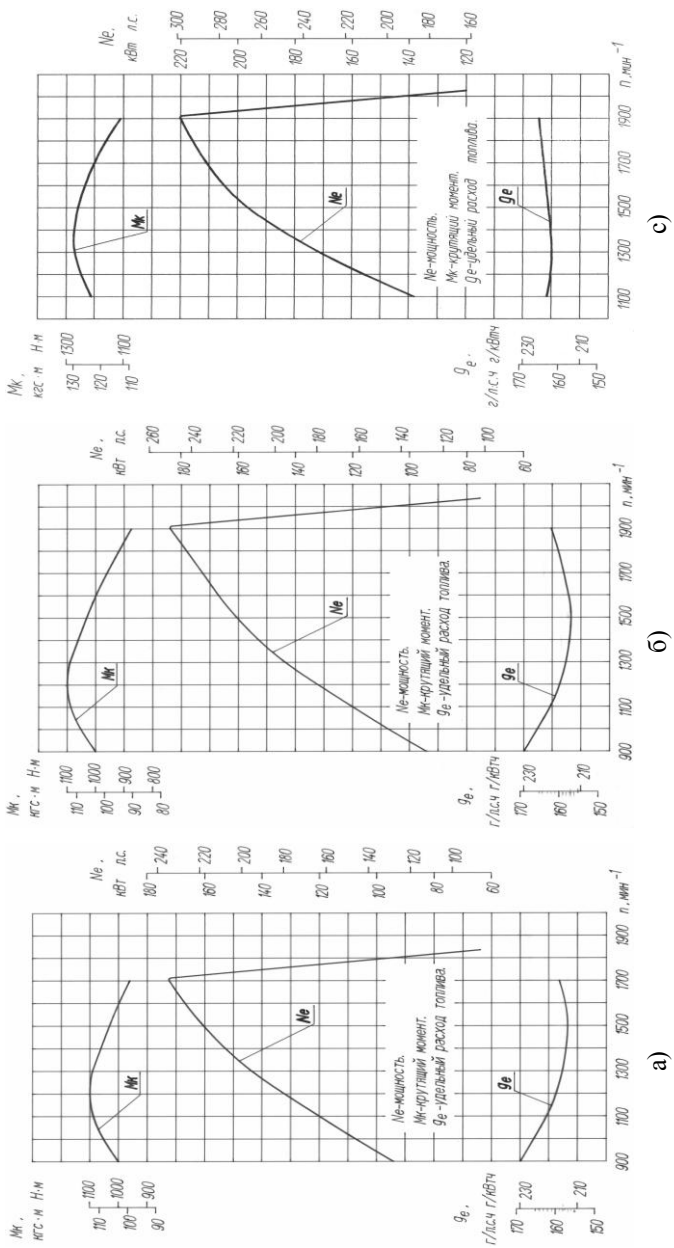 Mк ,
кгс·м Н·м
1100
110
1000
100
900
90
Ne ,
кВт л.с.
180
240
220
160
200
140
180
160
120
140
100
120
80
100
60
Mк
Ne
Ne-мощность.
Mк-крутящий момент.
ge-удельный расход топлива.
ge
ge ,
г/л.с.ч г/кВтч
170
230
160
210
150
900 1100 1300 1500 1700 1900 n,мин⁻¹
а)
Mк ,
кгс·м Н·м
1100
110
1000
100
900
90
800
80
Ne ,
кВт л.с.
260
180
240
220
160
200
140
180
160
120
140
100
120
80
100
60
Mк
Ne
Ne-мощность.
Mк-крутящий момент.
ge-удельный расход топлива.
ge
ge ,
г/л.с.ч г/кВтч
170
230
160
210
150
900 1100 1300 1500 1700 1900 n,мин⁻¹
б)
Mк ,
кгс·м Н·м
1300
130
120
1100
110
Ne,
кВт л.с.
220
300
280
200
260
180
240
220
160
200
140
180
120
160
Mк
Ne
Ne-мощность.
Mк-крутящий момент.
ge-удельный расход топлива.
ge
ge ,
г/л.с.ч г/кВтч
170
230
160
210
150
1100 1300 1500 1700 1900 n,мин⁻¹
с)